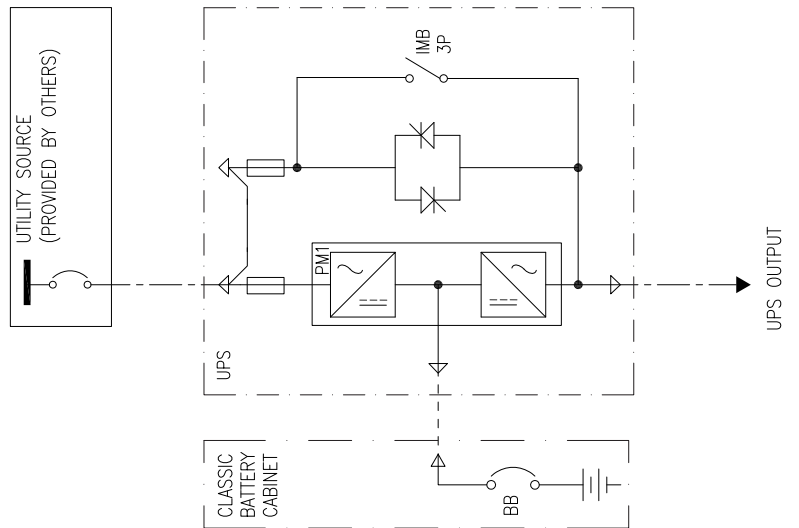 UTILITY SOURCE
(PROVIDED BY OTHERS)
IMB
3P
PM1
UPS
UPS OUTPUT
CLASSIC
BATTERY
CABINET
BB